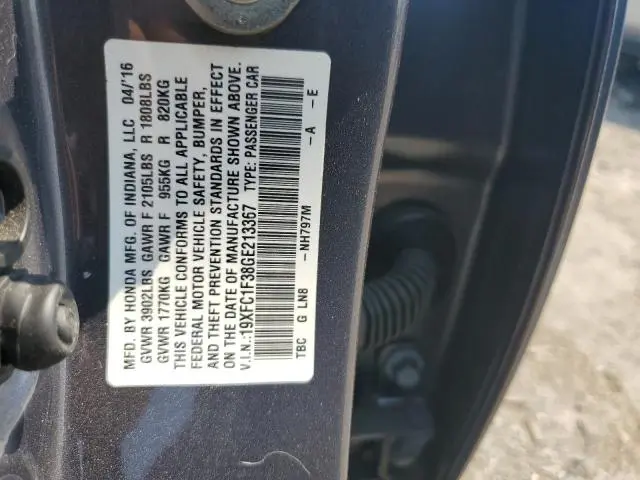 MFD. BY HONDA MFG. OF INDIANA, LLC 04/'16
GVWR 3902LBS GAWR F 2105LBS R 1808LBS
GVWR 1770KG GAWR F 955KG R 820KG
THIS VEHICLE CONFORMS TO ALL APPLICABLE
FEDERAL MOTOR VEHICLE SAFETY, BUMPER,
AND THEFT PREVENTION STANDARDS IN EFFECT
ON THE DATE OF MANUFACTURE SHOWN ABOVE.
V.I.N.:19XFC1F38GE213367 TYPE: PASSENGER CAR
TBC G LN8 -NH797M -A -E